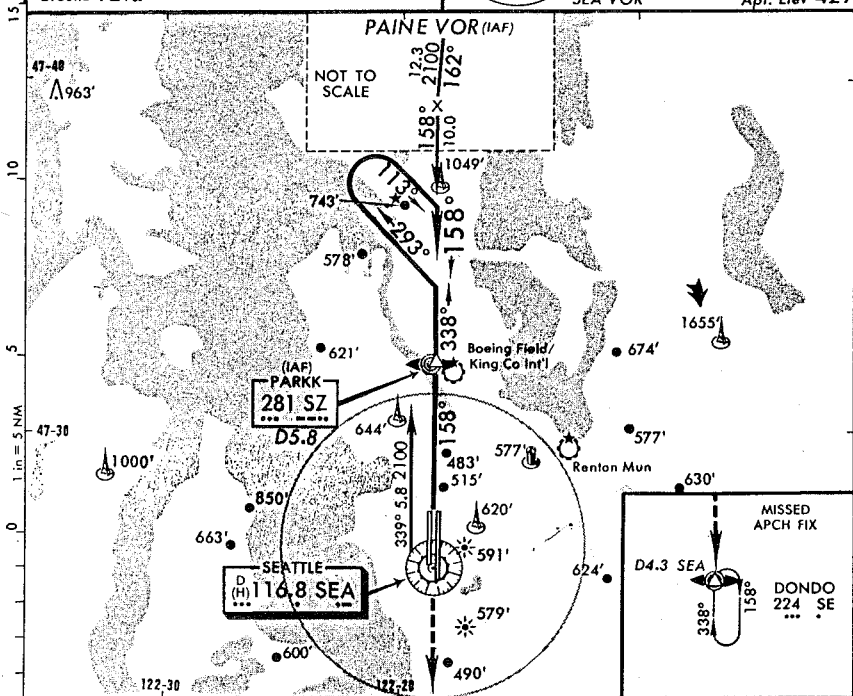 SEA VOR
Apt. Elev 429'
15
PAINE VOR (IAF)
47-40
963'
NOT TO
SCALE
12.3
2100
162°
X
158°
10.0
10
1049'
113°
743'
158°
293°
578'
338°
1655'
5
621'
674'
Boeing Field/
King Co Int'l
(IAF)
PARKK
281 SZ
D5.8
47-30
644'
158°
577'
577'
1 in = 5 NM
1000'
483'
515'
Renton Mun
850'
339° 5.8 2100
630'
620'
MISSED
APCH FIX
0
663'
591'
SEATTLE
D
(H) 116.8 SEA
624'
D4.3 SEA
DONDO
224 SE
338°
158°
579'
600'
490'
122-30
122-20